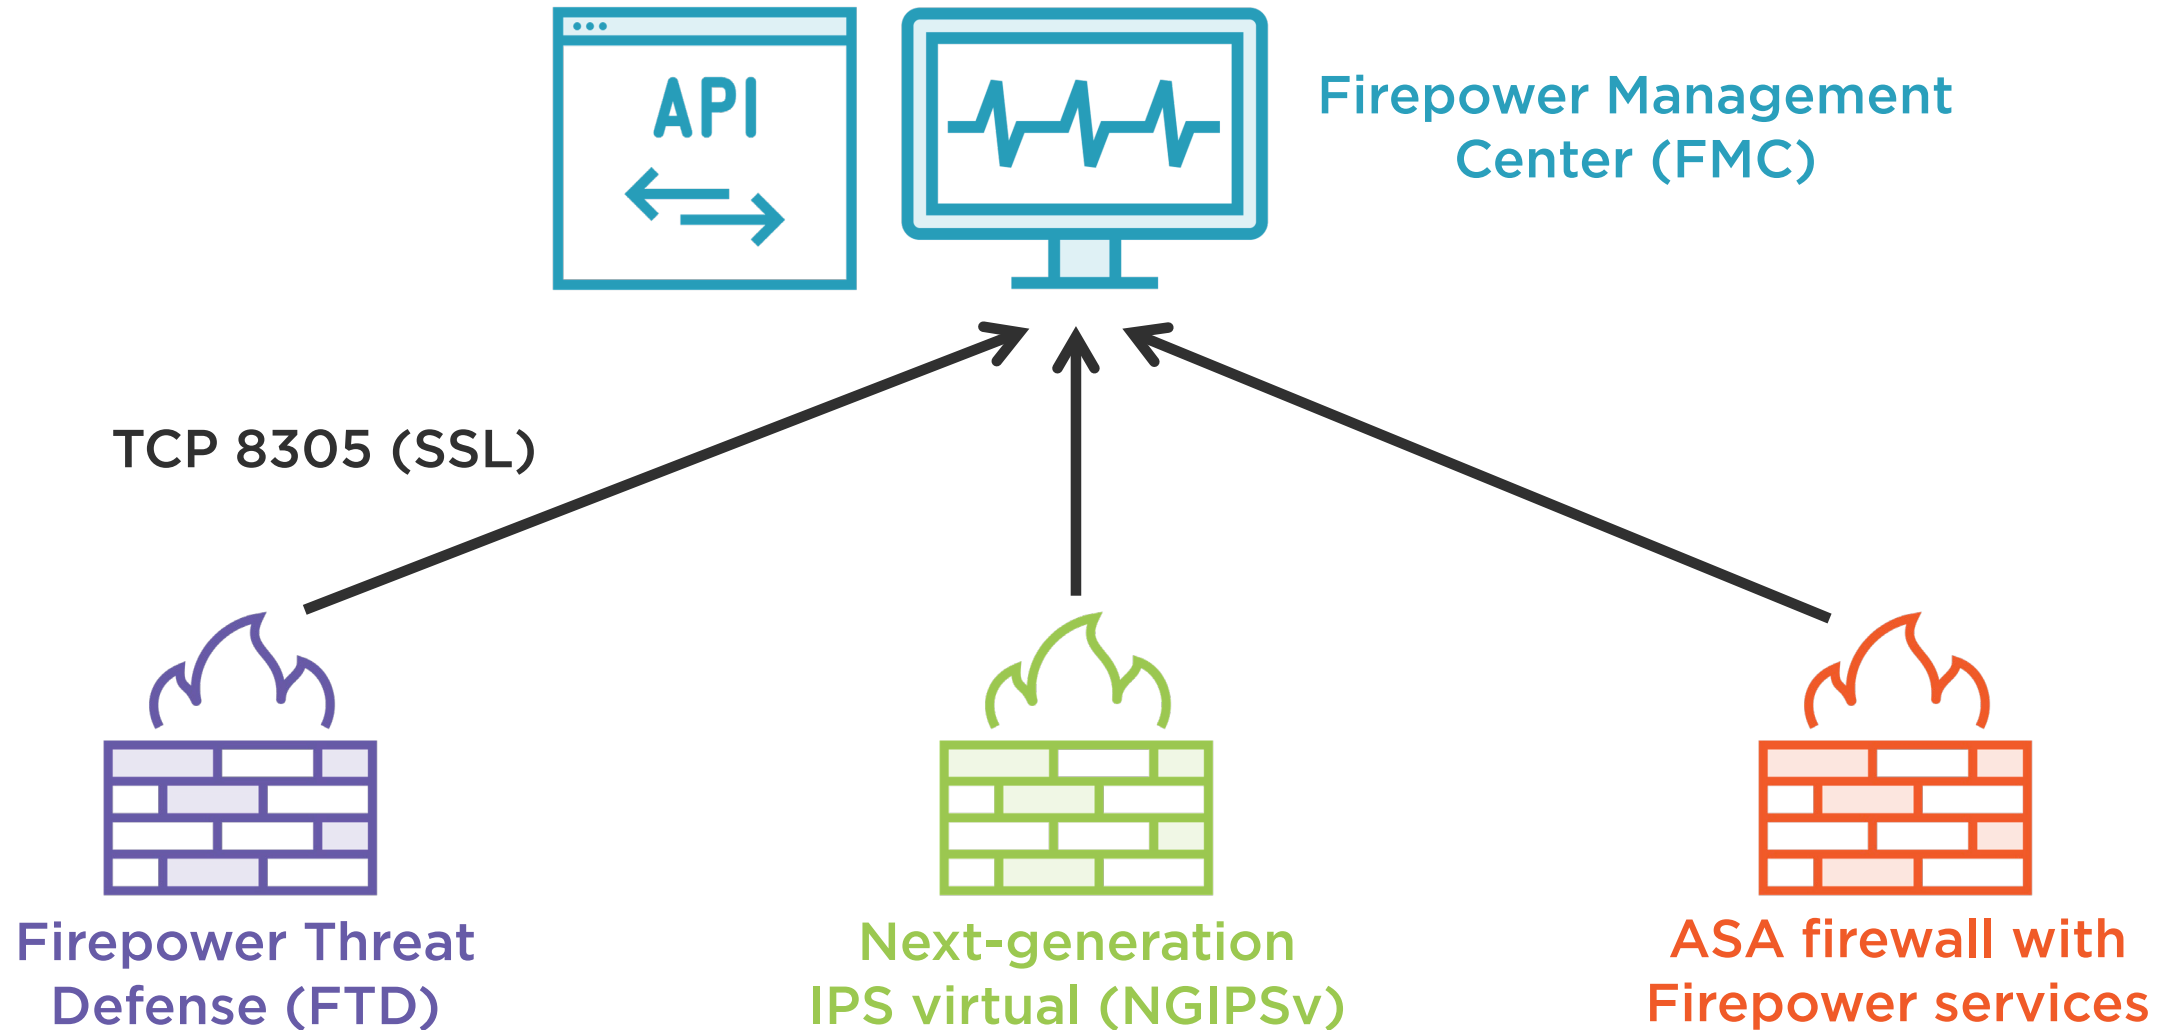 API
Firepower Management
Center (FMC)
TCP 8305 (SSL)
Firepower Threat
Defense (FTD)
Next-generation
IPS virtual (NGIPSv)
ASA firewall with
Firepower services